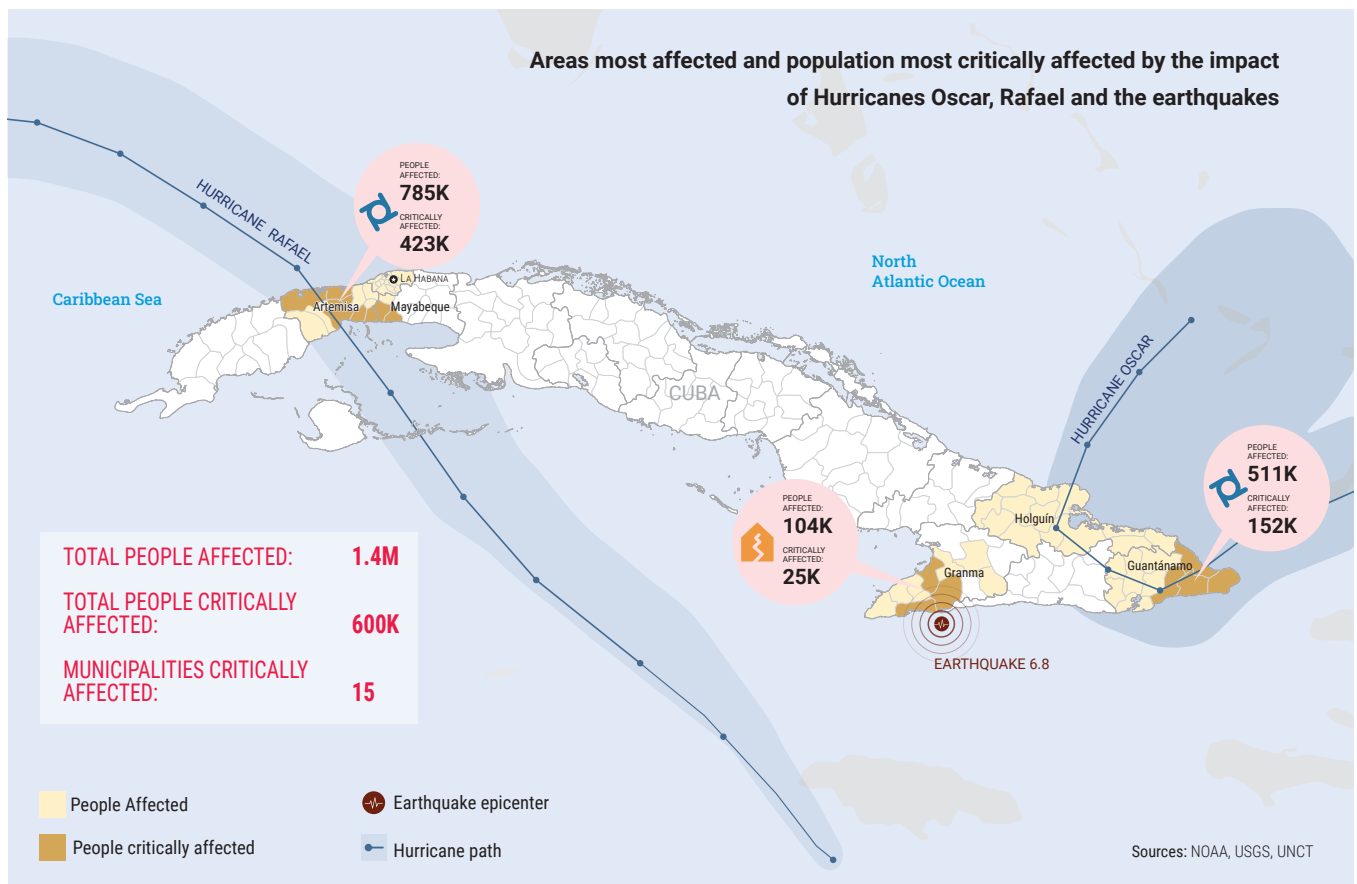 Areas most affected and population most critically affected by the impact
of Hurricanes Oscar, Rafael and the earthquakes
HURRICANE RAFAEL
PEOPLE
AFFECTED:
785K
CRITICALLY
AFFECTED:
423K
North
Atlantic Ocean
Caribbean Sea
LA HABANA
Artemisa
Mayabeque
CUBA
HURRICANE OSCAR
PEOPLE
AFFECTED:
511K
CRITICALLY
AFFECTED:
152K
PEOPLE
AFFECTED:
104K
CRITICALLY
AFFECTED:
25K
Holguín
Granma
Guantánamo
EARTHQUAKE 6.8
TOTAL PEOPLE AFFECTED: 1.4M
TOTAL PEOPLE CRITICALLY
AFFECTED: 600K
MUNICIPALITIES CRITICALLY
AFFECTED: 15
People Affected
People critically affected
Earthquake epicenter
Hurricane path
Sources: NOAA, USGS, UNCT